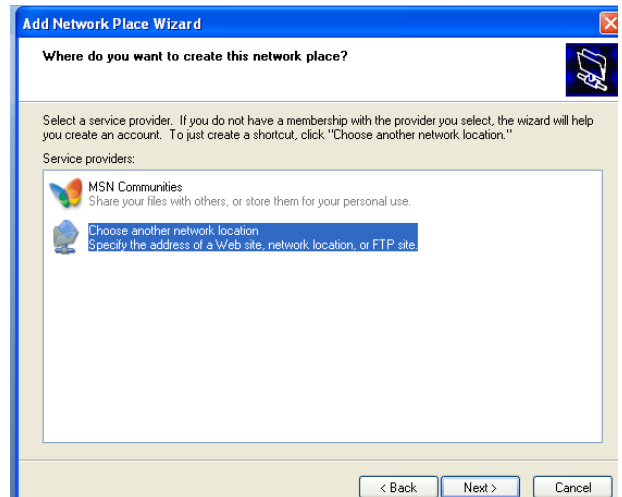 Add Network Place Wizard
Where do you want to create this network place?
Select a service provider. If you do not have a membership with the provider you select, the wizard will help
you create an account. To just create a shortcut, click "Choose another network location."
Service providers:
MSN Communities
Share your files with others, or store them for your personal use.
Choose another network location
Specify the address of a Web site, network location, or FTP site.
< Back Next > Cancel